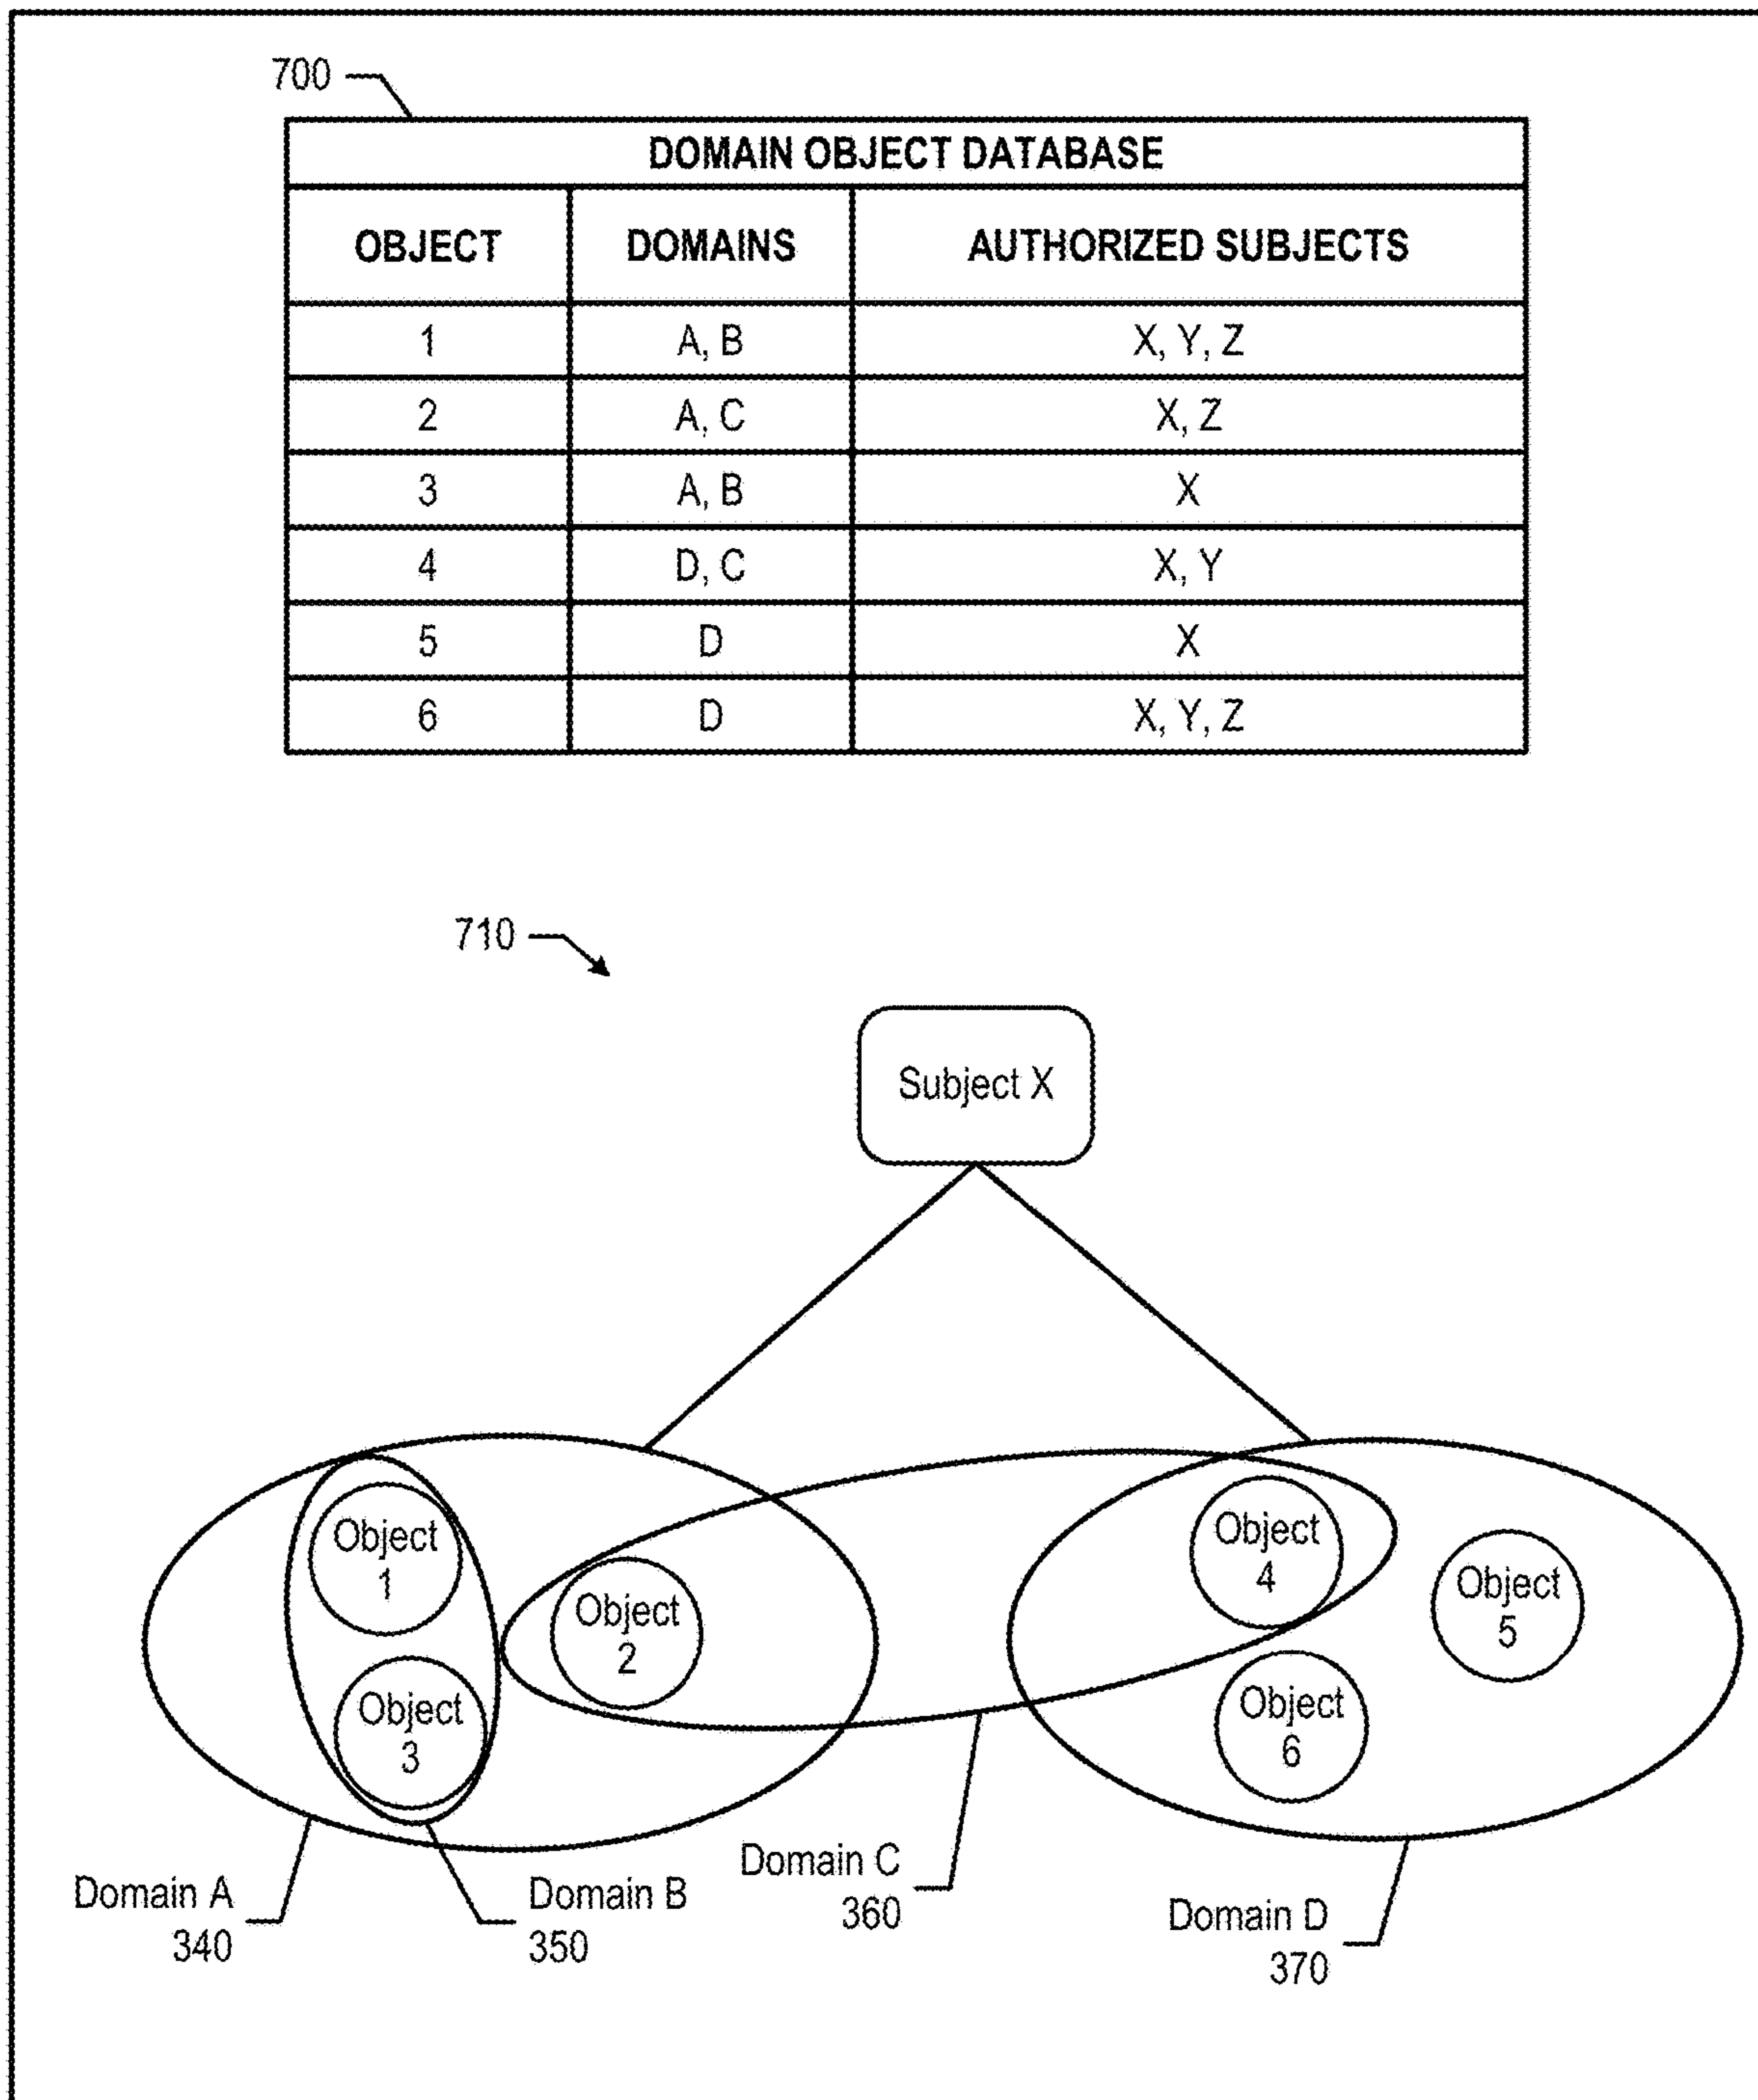 700
DOMAIN OBJECT DATABASE
OBJECT DOMAINS AUTHORIZED SUBJECTS
1 A, B X, Y, Z
2 A, C X, Z
3 A, B X
4 D, C X, Y
5 D X
6 D X, Y, Z
710
Subject X
Object
1
Object
2
Object
3
Object
4
Object
5
Object
6
Domain A
340
Domain B
350
Domain C
360
Domain D
370